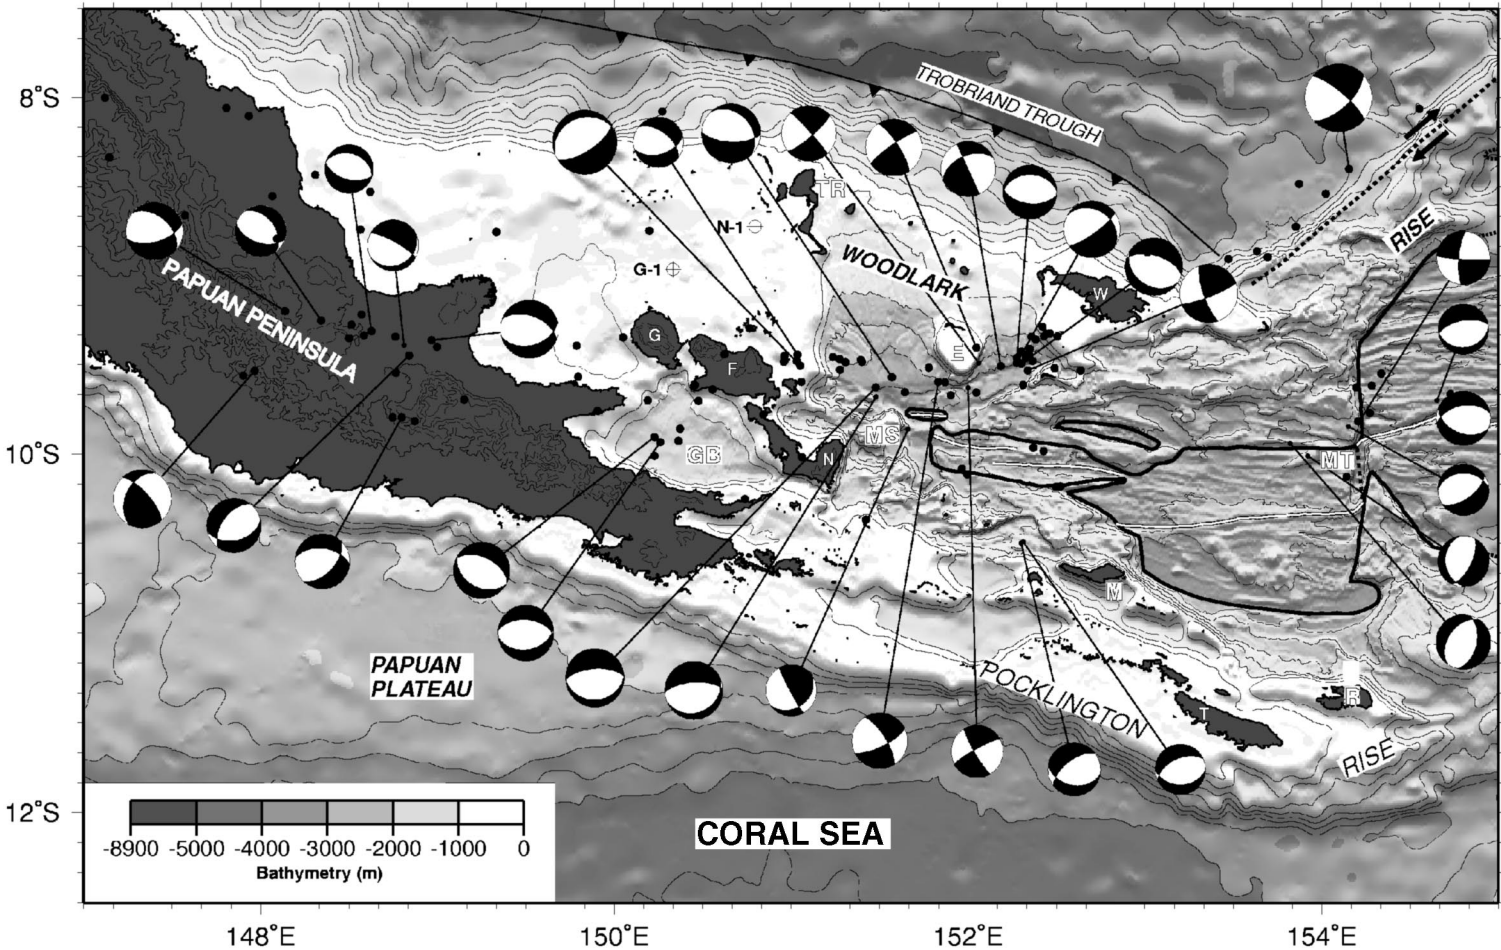 8°S
TROBRIAND TROUGH
TR
N-1
WOODLARK
RISE
G-1
W
PAPUAN PENINSULA
G
E
F
10°S
MS
GB
N
MT
M
PAPUAN
PLATEAU
POCKLINGTON
R
T
RISE
12°S
CORAL SEA
-8900 -5000 -4000 -3000 -2000 -1000 0
Bathymetry (m)
148°E 150°E 152°E 154°E